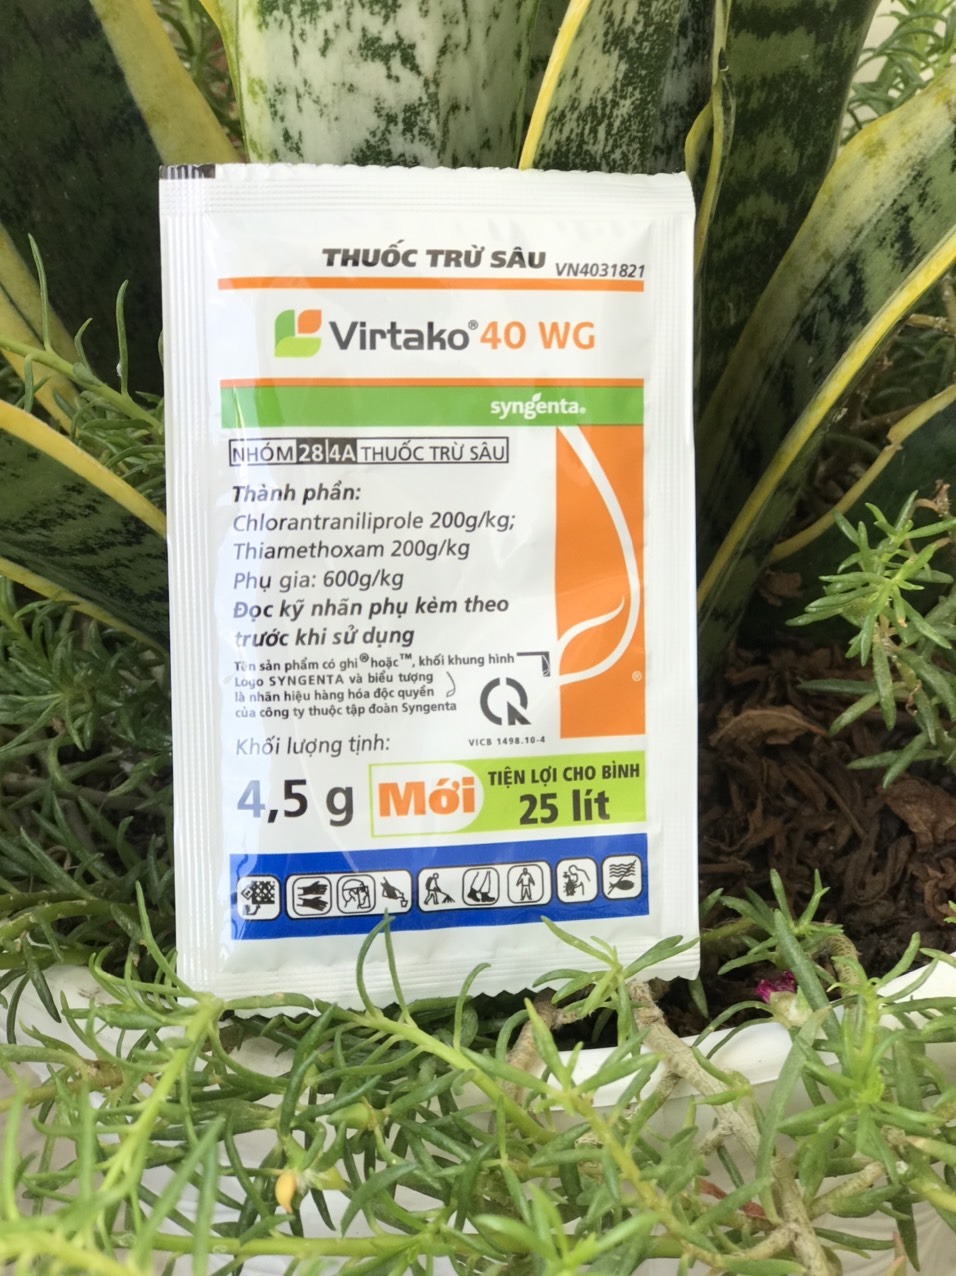 THUỐC TRỪ SÂU VN4031821
Virtako® 40 WG
syngenta®
NHÓM 28 4A THUỐC TRỪ SÂU
Thành phần:
Chlorantraniliprole 200g/kg;
Thiamethoxam 200g/kg
Phụ gia: 600g/kg
Đọc kỹ nhãn phụ kèm theo
trước khi sử dụng
Tên sản phẩm có ghi ® hoặc ™, khối khung hình
Logo SYNGENTA và biểu tượng
là nhãn hiệu hàng hóa độc quyền
của công ty thuộc tập đoàn Syngenta
®
VICB 1498.10-4
Khối lượng tịnh:
4,5 g
Mới
TIỆN LỢI CHO BÌNH
25 lít